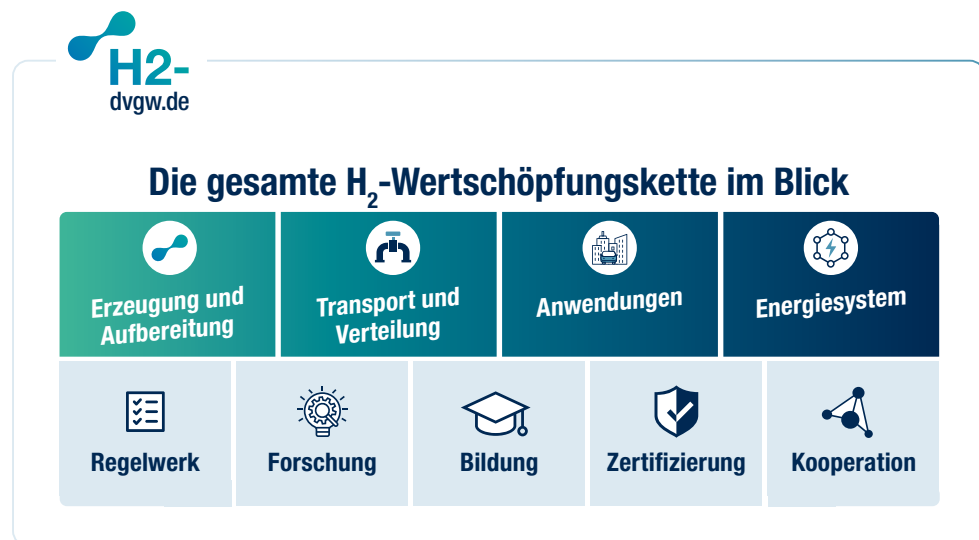 H2-
dvgw.de
Die gesamte H₂-Wertschöpfungskette im Blick
Erzeugung und
Aufbereitung
Transport und
Verteilung
Anwendungen
Energiesystem
Regelwerk
Forschung
Bildung
Zertifizierung
Kooperation